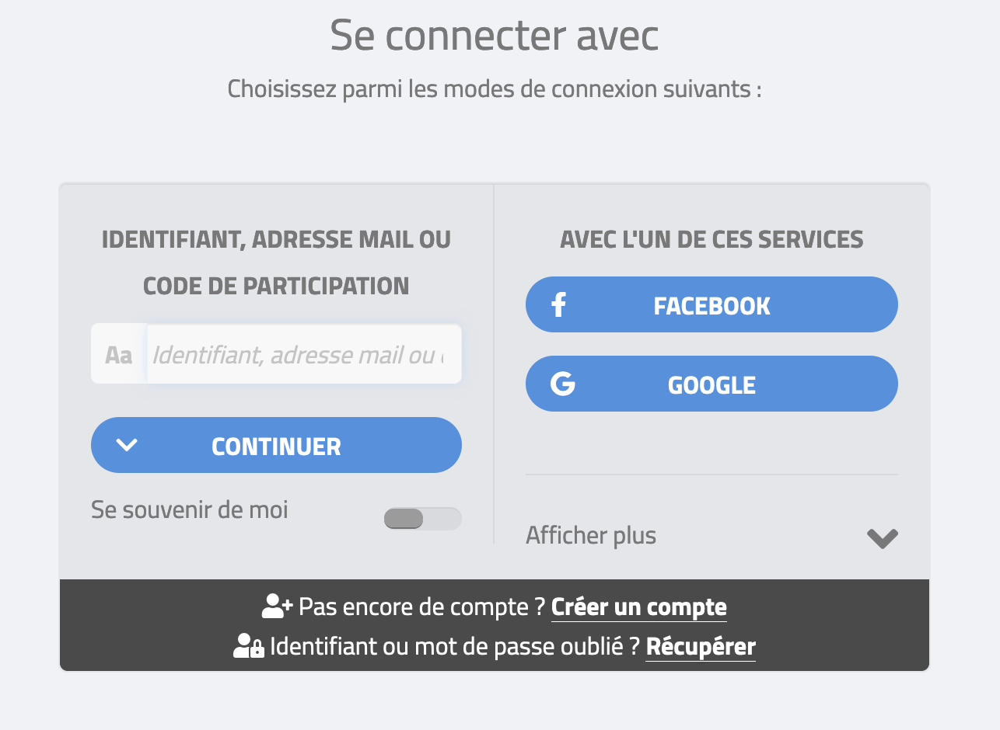 Se connecter avec
Choisissez parmi les modes de connexion suivants :
IDENTIFIANT, ADRESSE MAIL OU
CODE DE PARTICIPATION
Aa Identifiant, adresse mail ou
CONTINUER
Se souvenir de moi
AVEC L'UN DE CES SERVICES
FACEBOOK
GOOGLE
Afficher plus
Pas encore de compte ? Créer un compte
Identifiant ou mot de passe oublié ? Récupérer